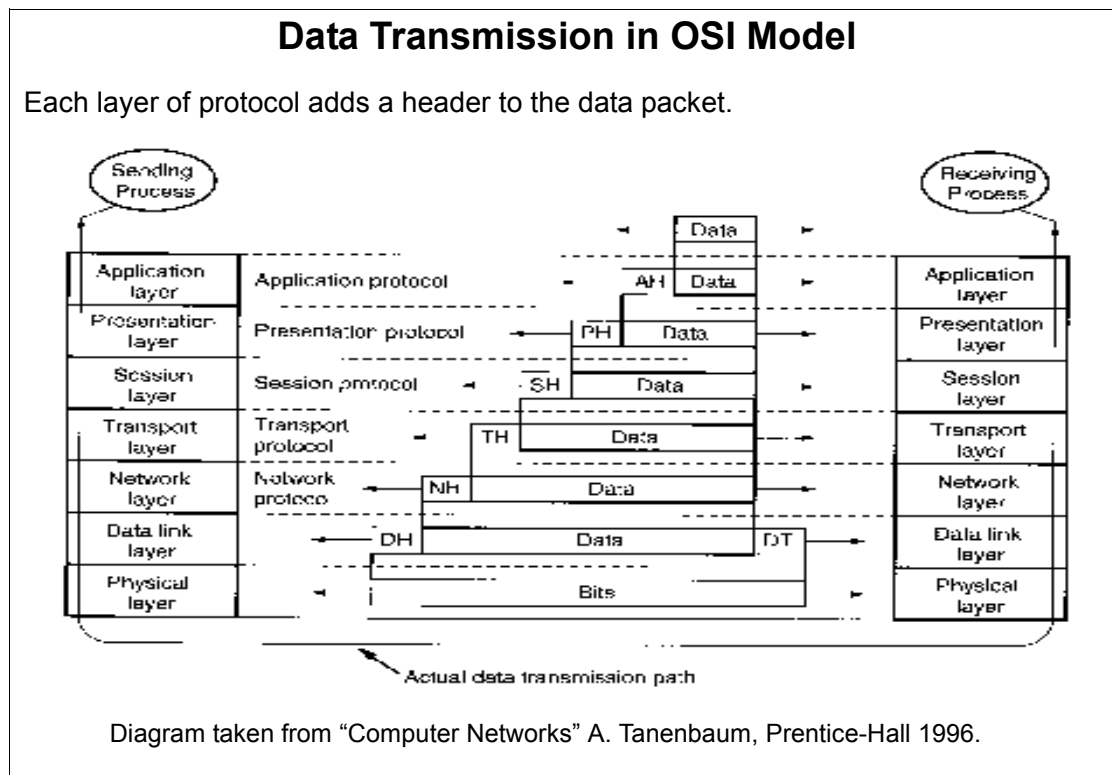 Data Transmission in OSI Model
Each layer of protocol adds a header to the data packet.
Sending
Process
Receiving
Process
Data
Application
layer
Application protocol
AH
Data
Application
layer
Presentation
layer
Presentation protocol
PH
Data
Presentation
layer
Session
layer
Session protocol
SH
Data
Session
layer
Transport
layer
Transport
protocol
TH
Data
Transport
layer
Network
layer
Network
protocol
NH
Data
Network
layer
Data link
layer
DH
Data
DT
Data link
layer
Physical
layer
Bits
Physical
layer
Actual data transmission path
Diagram taken from “Computer Networks” A. Tanenbaum, Prentice-Hall 1996.